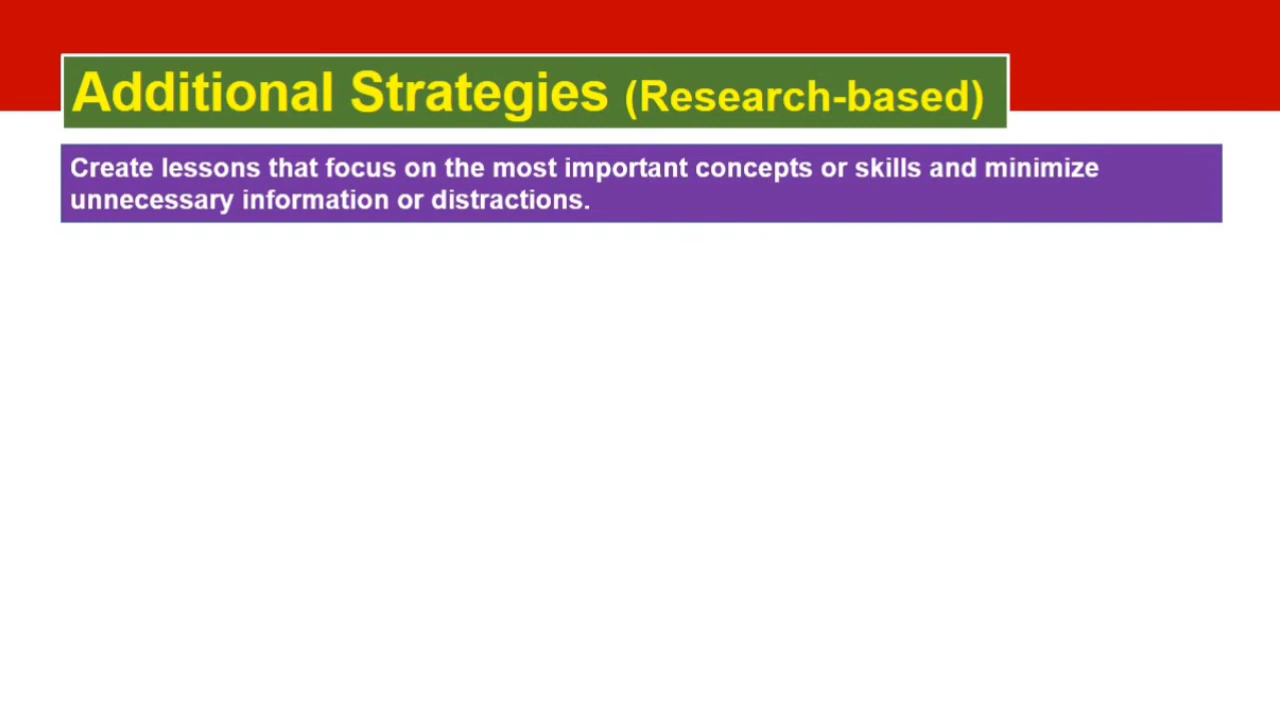 Additional Strategies (Research-based)
Create lessons that focus on the most important concepts or skills and minimize
unnecessary information or distractions.